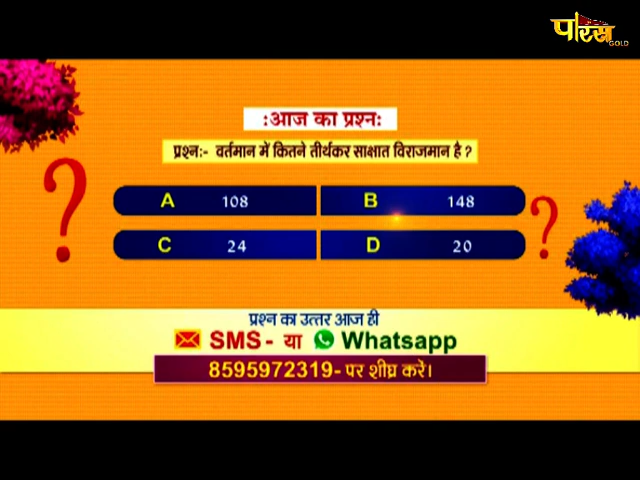 पारस
GOLD
:आज का प्रश्न:
प्रश्न:- वर्तमान में कितने तीर्थकर साक्षात विराजमान है ?
A 108 B 148
C 24 D 20
प्रश्न का उत्तर आज ही
SMS - या Whatsapp
8595972319- पर शीघ्र करे।